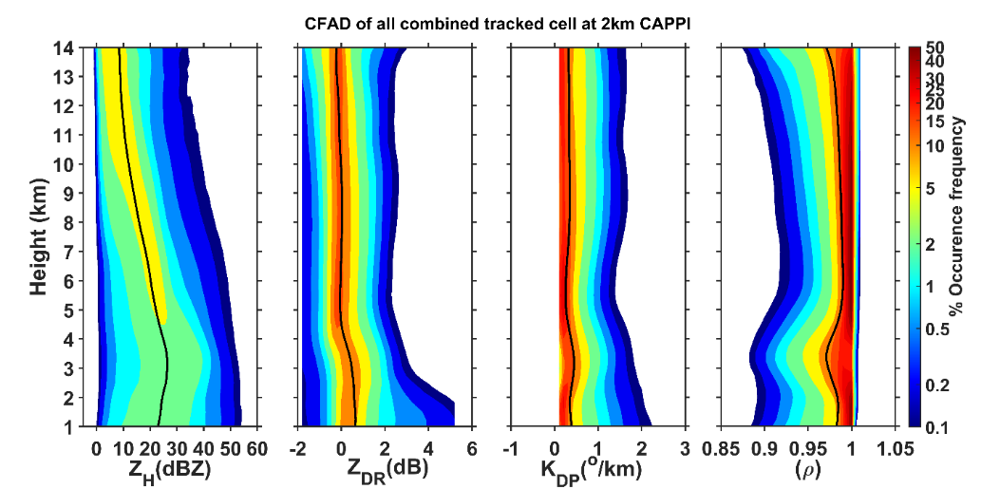 CFAD of all combined tracked cell at 2km CAPPI
Height (km)
14
13
12
11
10
9
8
7
6
5
4
3
2
1
0 10 20 30 40 50 60
Z_H(dBZ)
-2 0 2 4 6
Z_DR(dB)
-1 0 1 2 3
K_DP(°/km)
0.85 0.9 0.95 1 1.05
(ρ)
50
40
30
25
20
15
10
5
2
1
0.5
0.2
0.1
% Occurence frequency